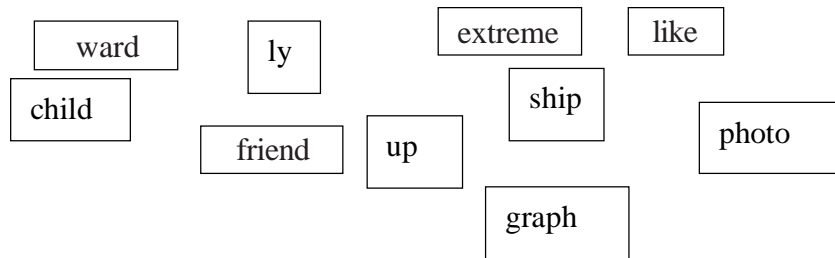 ward
ly
extreme
like
child
ship
friend
up
photo
graph